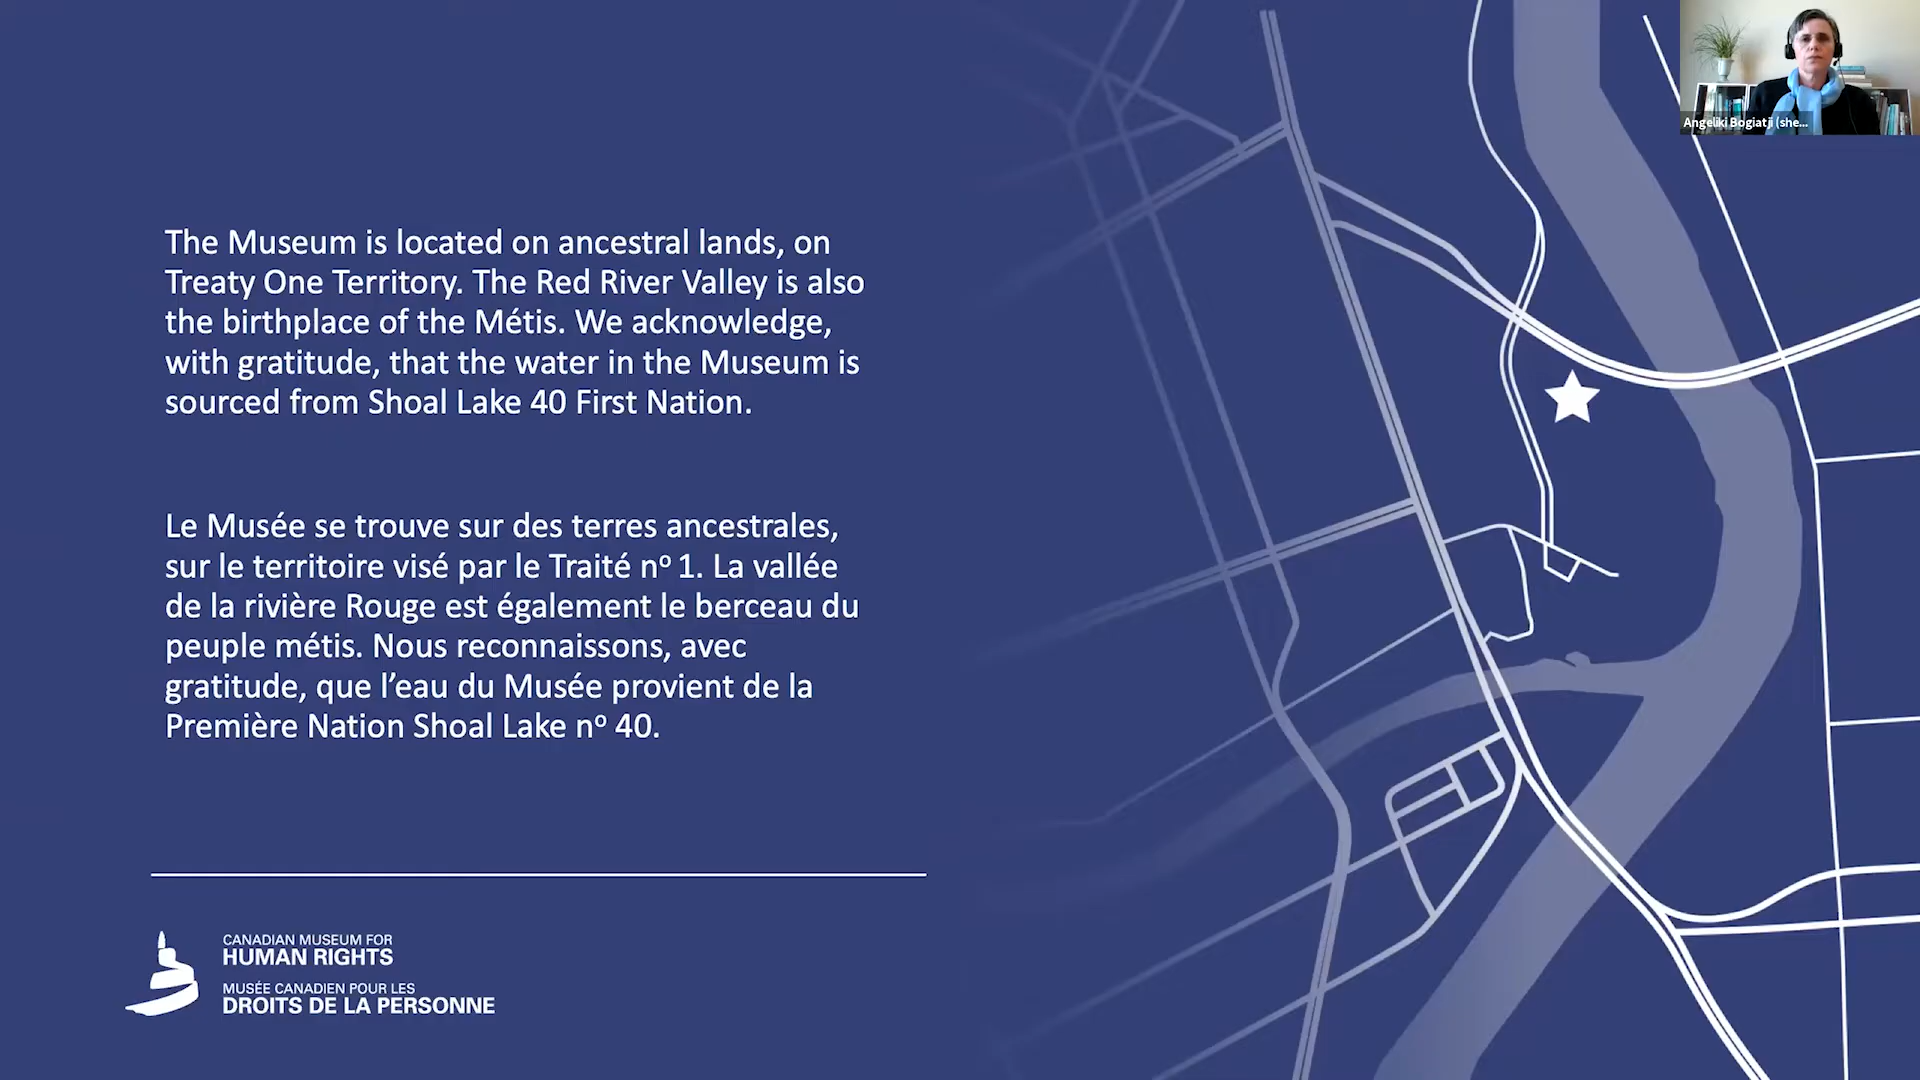 The Museum is located on ancestral lands, on
Treaty One Territory. The Red River Valley is also
the birthplace of the Métis. We acknowledge,
with gratitude, that the water in the Museum is
sourced from Shoal Lake 40 First Nation.
Le Musée se trouve sur des terres ancestrales,
sur le territoire visé par le Traité nº 1. La vallée
de la rivière Rouge est également le berceau du
peuple métis. Nous reconnaissons, avec
gratitude, que l’eau du Musée provient de la
Première Nation Shoal Lake nº 40.
CANADIAN MUSEUM FOR
HUMAN RIGHTS
MUSÉE CANADIEN POUR LES
DROITS DE LA PERSONNE
Angeliki Bogiatji (she...